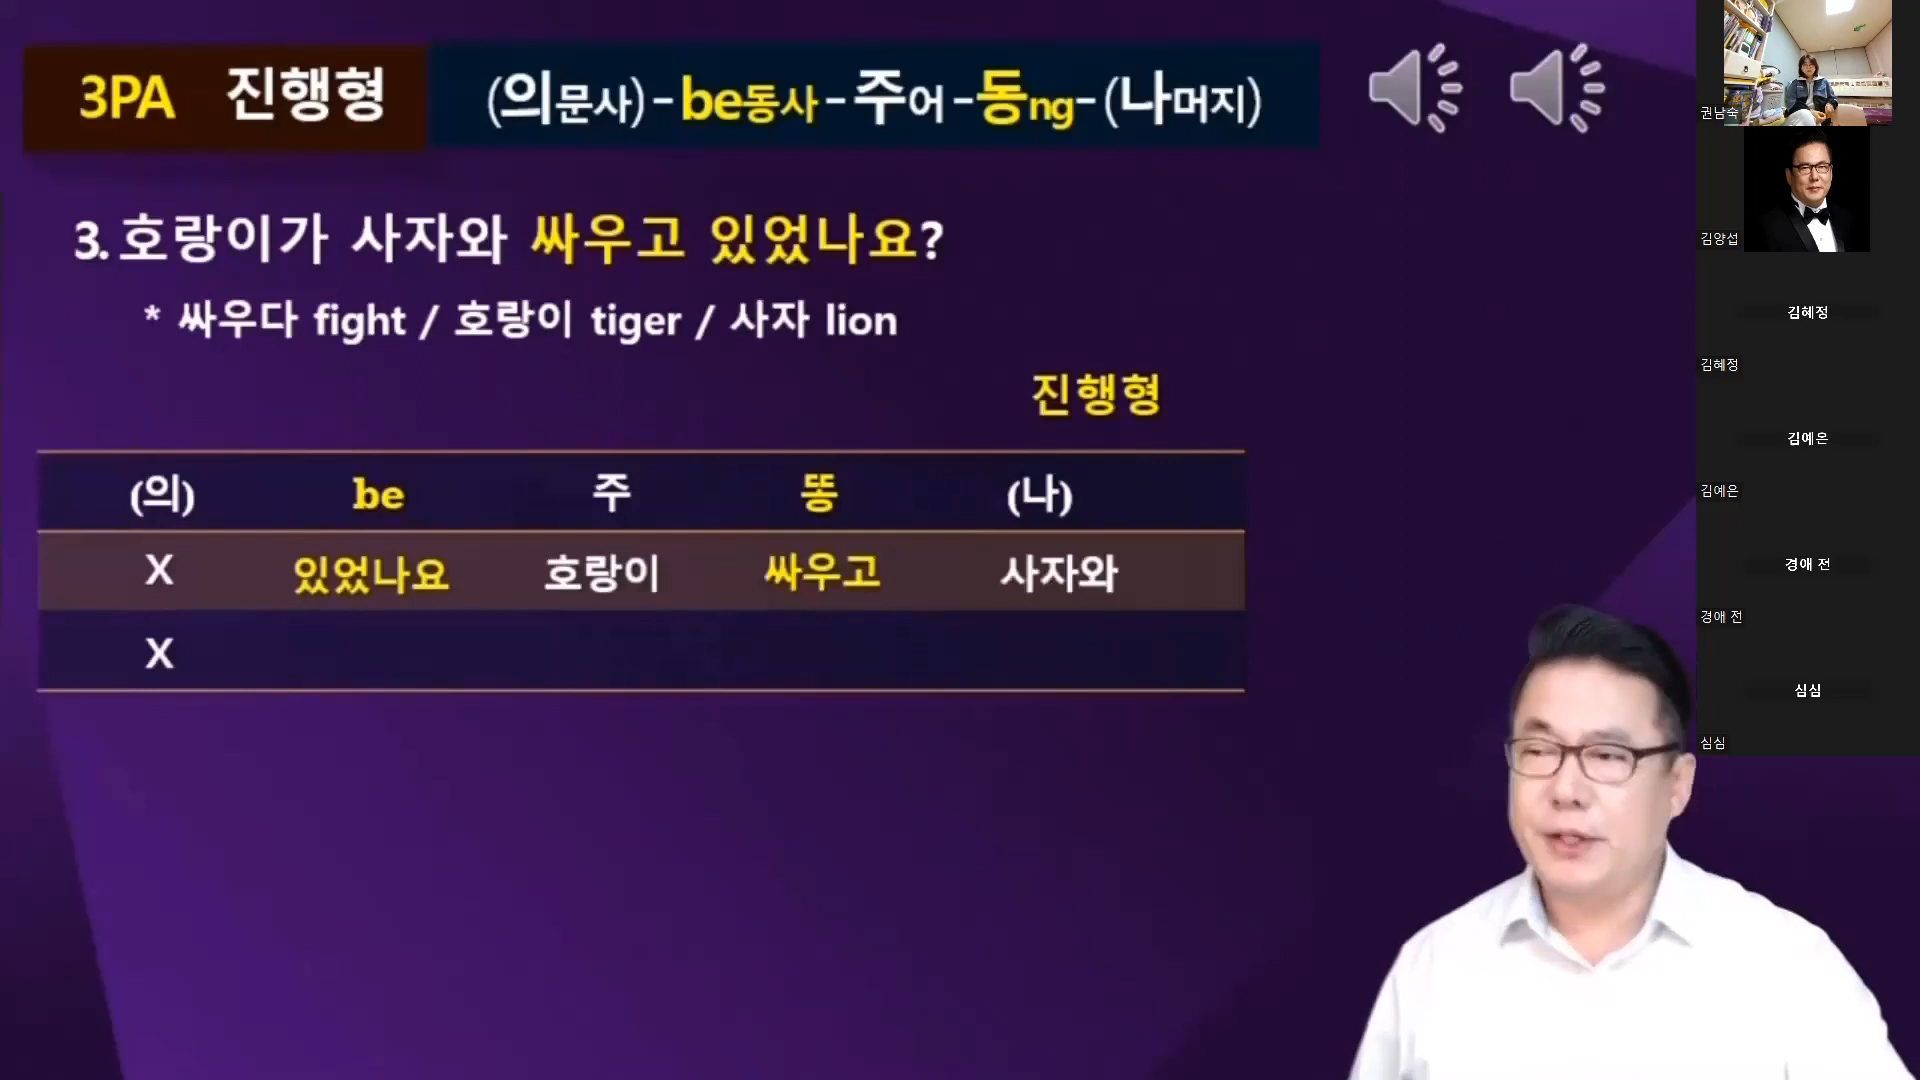 3PA 진행형 (의문사)-be동사-주어-동ng-(나머지)
3. 호랑이가 사자와 싸우고 있었나요?
* 싸우다 fight / 호랑이 tiger / 사자 lion
진행형
(의) be 주 똥 (나)
X 있었나요 호랑이 싸우고 사자와
X
권남숙
김양섭
김혜정
김혜정
김예은
김예은
경애 전
경애 전
심심
심심